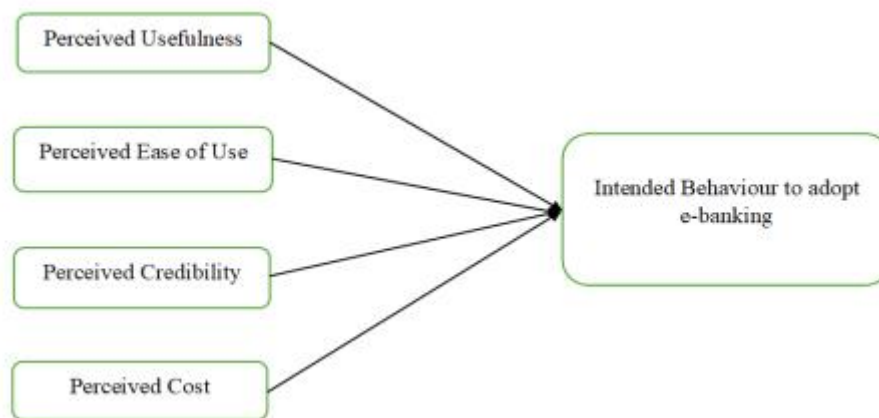 Perceived Usefulness
Perceived Ease of Use
Perceived Credibility
Perceived Cost
Intended Behaviour to adopt
e-banking